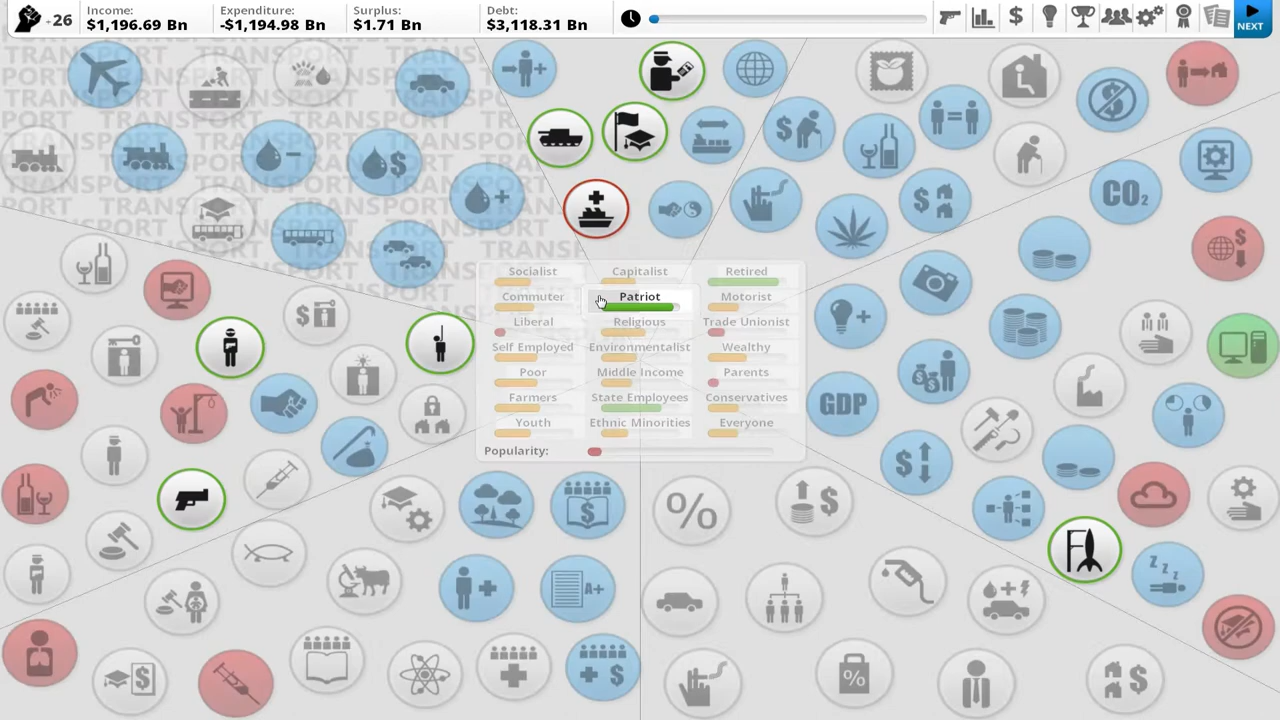 +26
Income:
$1,196.69 Bn
Expenditure:
-$1,194.98 Bn
Surplus:
$1.71 Bn
Debt:
$3,118.31 Bn
NEXT
TRANSPORT
Socialist
Capitalist
Retired
Commuter
Patriot
Motorist
Liberal
Religious
Trade Unionist
Self Employed
Environmentalist
Wealthy
Poor
Middle Income
Parents
Farmers
State Employees
Conservatives
Youth
Ethnic Minorities
Everyone
Popularity:
CO2
GDP
A+
F
Z Z Z